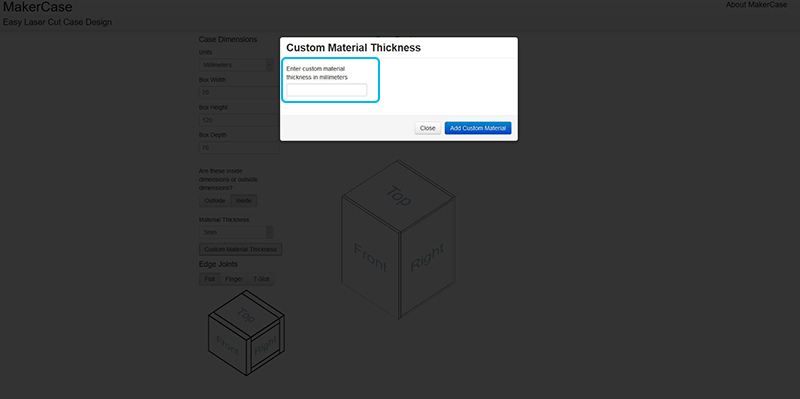 MakerCase
About MakerCase
Easy Laser Cut Case Design
Case Dimensions
Units
Millimeters
Box Width
Box Height
120
Box Depth
70
Are these inside
dimensions or outside
dimensions?
Outside
Inside
Material Thickness
Custom Material Thickness
Edge Joints
Flat
Finger
T-Slot
Top
Front
Right
Custom Material Thickness
Enter custom material
thickness in millimeters
Close
Add Custom Material
Top
Front
Right